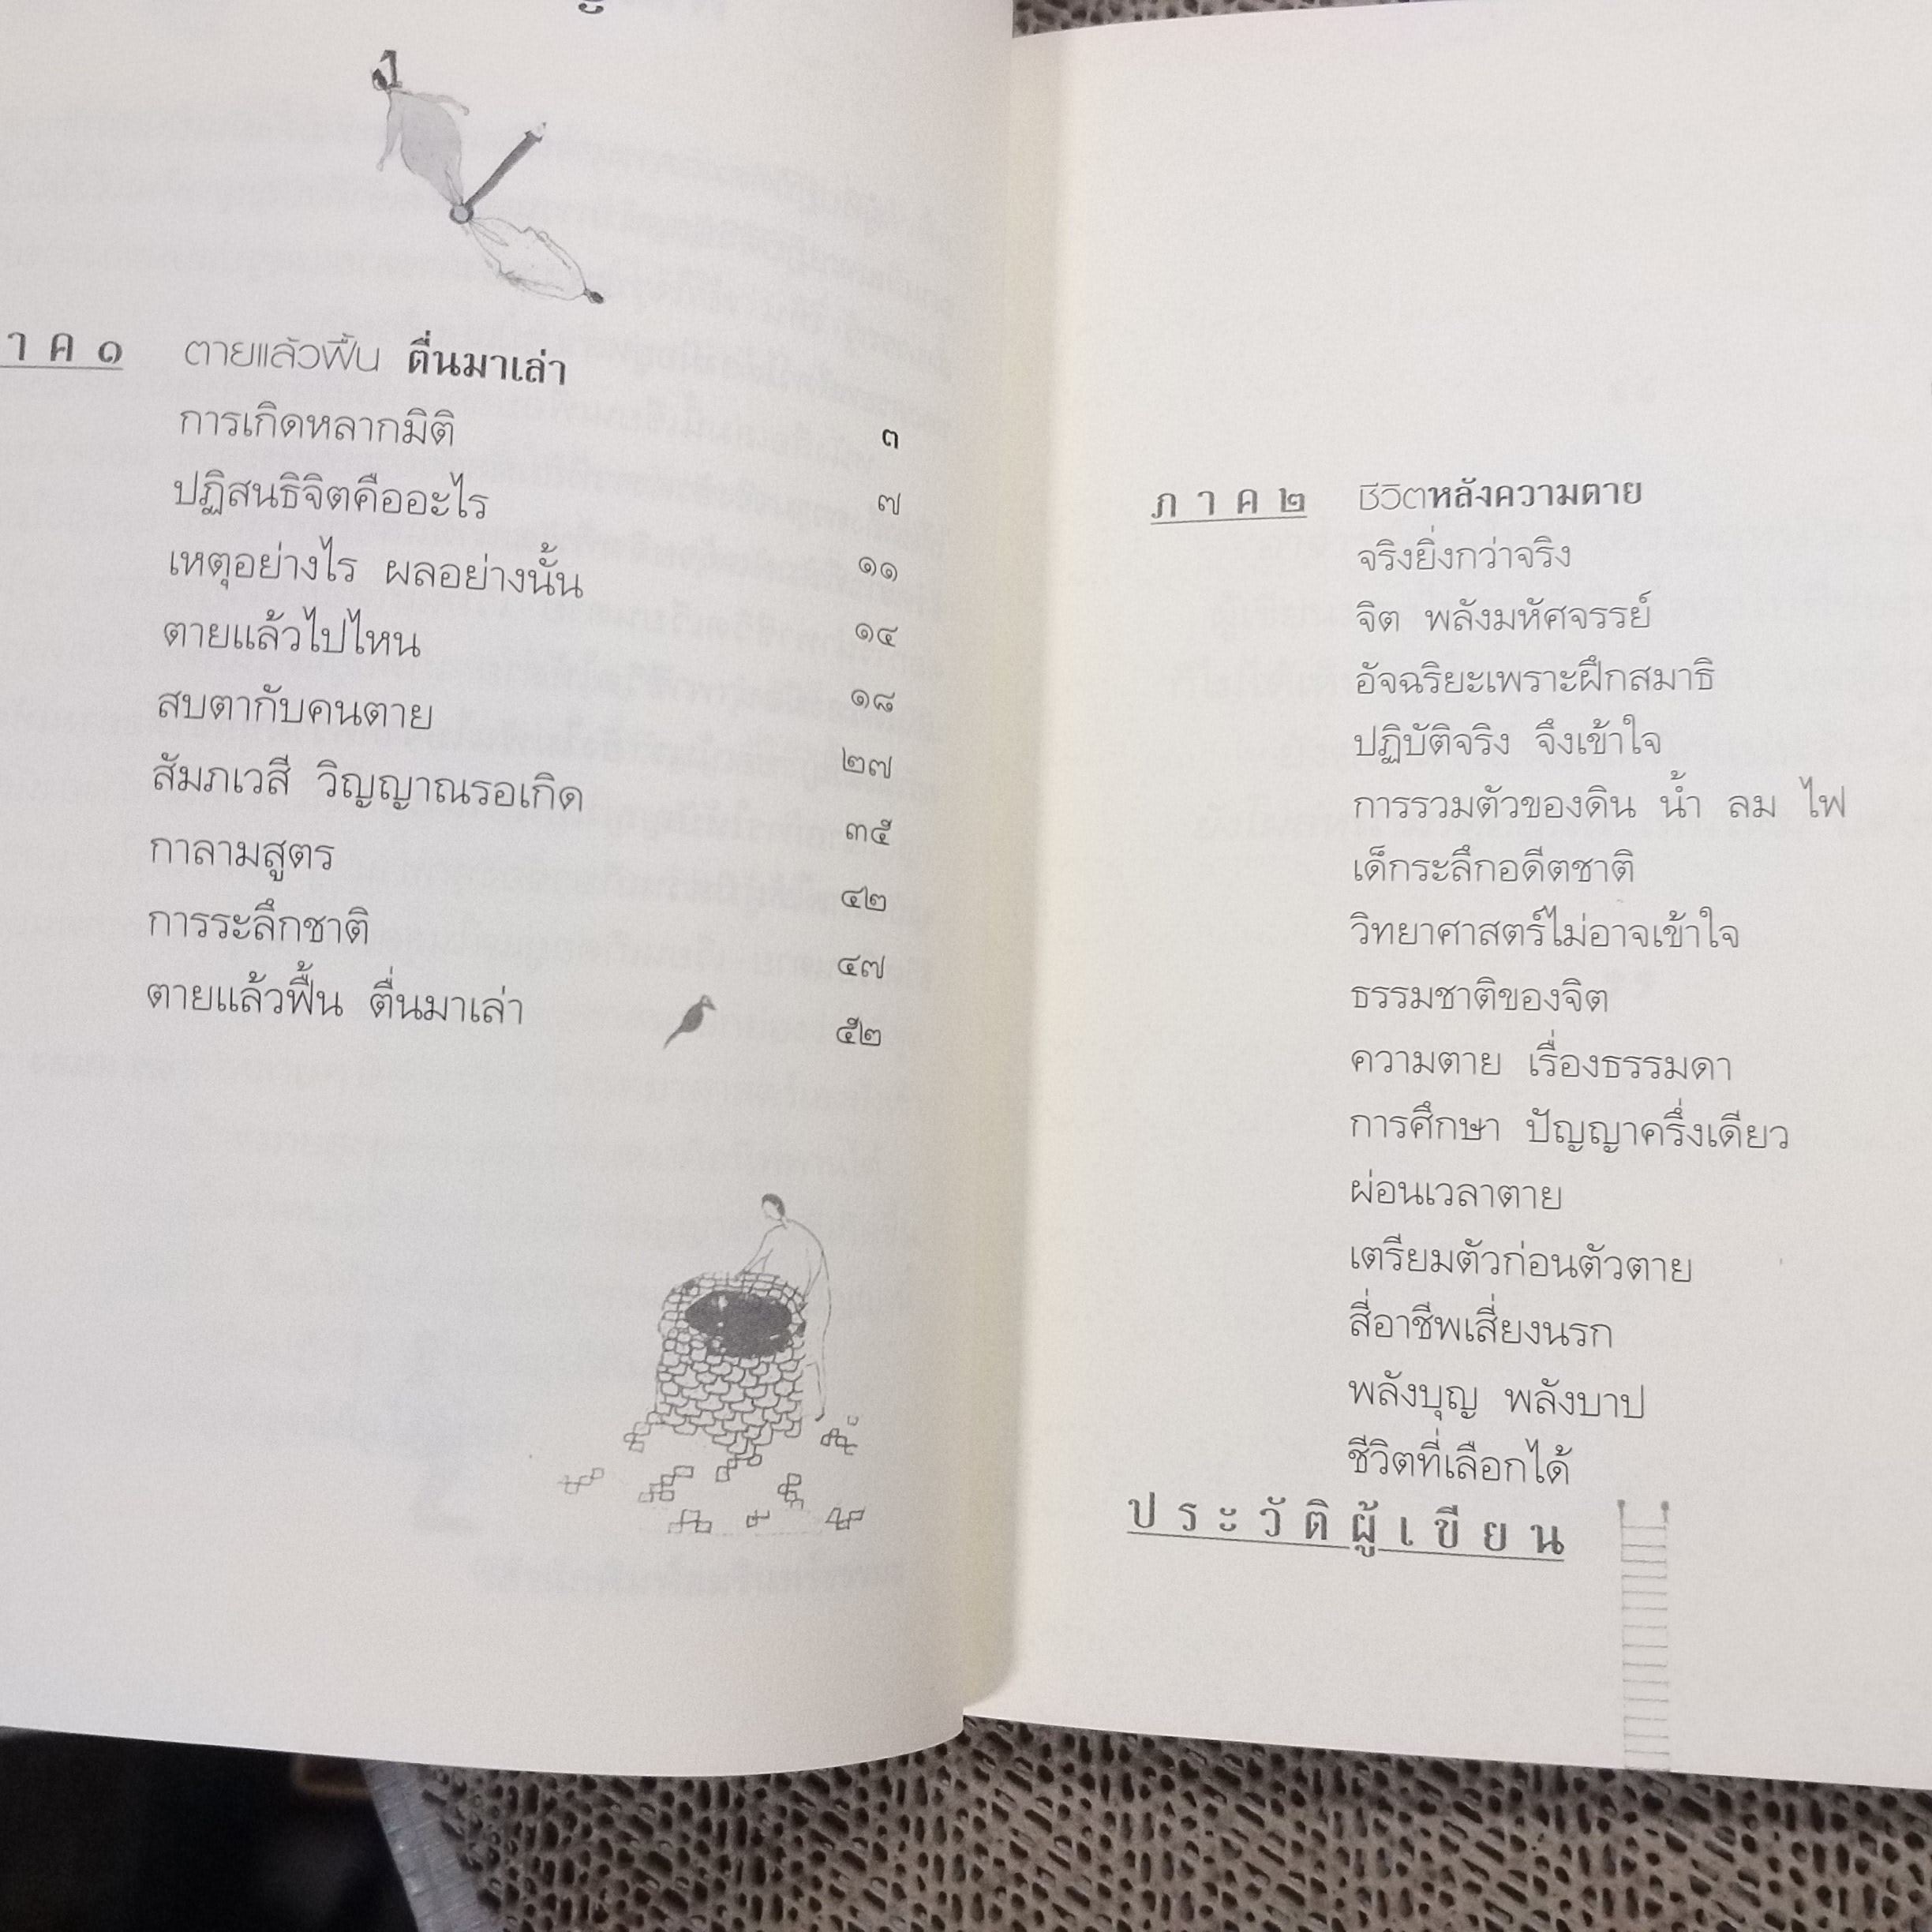 าค๑ ตายแล้วฟื้น ตื่นมาเล่า
การเกิดหลากมิติ ๓
ปฏิสนธิจิตคืออะไร ๗
เหตุอย่างไร ผลอย่างนั้น ๑๑
ตายแล้วไปไหน ๑๔
สบตากับคนตาย ๑๘
สัมภเวสี วิญญาณรอเกิด ๒๗
กาลามสูตร ๓๕
การระลึกชาติ ๔๒
ตายแล้วฟื้น ตื่นมาเล่า ๔๗
๕๒
ภาค๒ ชีวิตหลังความตาย
จริงยิ่งกว่าจริง
จิต พลังมหัศจรรย์
อัจฉริยะเพราะฝึกสมาธิ
ปฏิบัติจริง จึงเข้าใจ
การรวมตัวของดิน น้ำ ลม ไฟ
เด็กระลึกอดีตชาติ
วิทยาศาสตร์ไม่อาจเข้าใจ
ธรรมชาติของจิต
ความตาย เรื่องธรรมดา
การศึกษา ปัญญาครึ่งเดียว
ผ่อนเวลาตาย
เตรียมตัวก่อนตัวตาย
สี่อาชีพเสี่ยงนรก
พลังบุญ พลังบาป
ชีวิตที่เลือกได้
ประวัติผู้เขียน